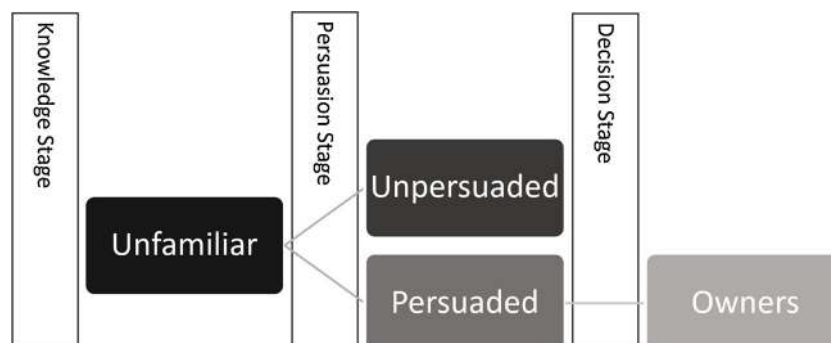 Knowledge Stage
Persuasion Stage
Decision Stage
Unpersuaded
Unfamiliar
Persuaded
Owners